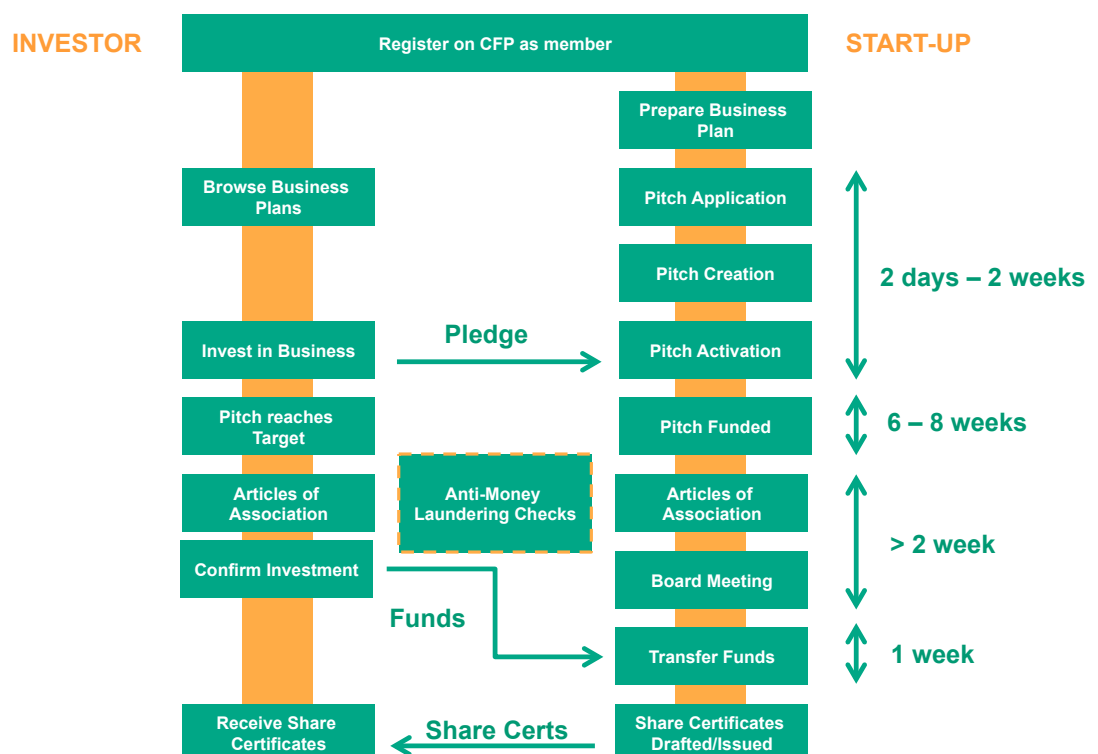 INVESTOR
Register on CFP as member
START-UP
Prepare Business
Plan
Browse Business
Plans
Pitch Application
Pitch Creation
2 days – 2 weeks
Invest in Business
Pledge
Pitch Activation
Pitch reaches
Target
Pitch Funded
6 – 8 weeks
Articles of
Association
Anti-Money
Laundering Checks
Articles of
Association
> 2 week
Confirm Investment
Board Meeting
Funds
Transfer Funds
1 week
Receive Share
Certificates
Share Certs
Share Certificates
Drafted/Issued